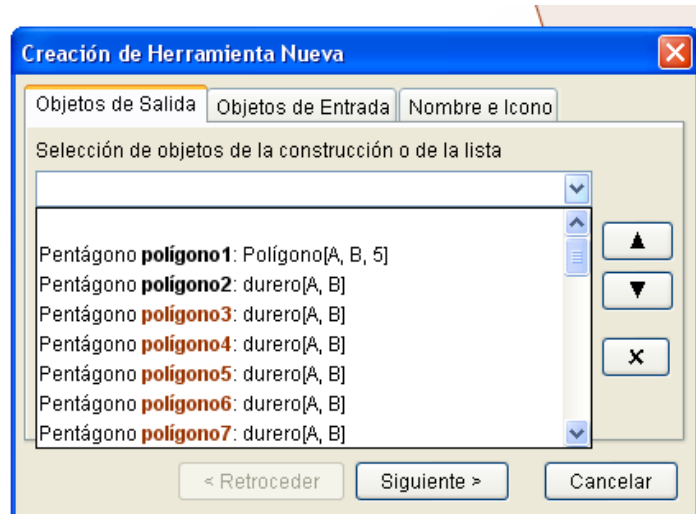 Creación de Herramienta Nueva
Objetos de Salida Objetos de Entrada Nombre e Icono
Selección de objetos de la construcción o de la lista
Pentágono polígono1: Polígono[A, B, 5]
Pentágono polígono2: durero[A, B]
Pentágono polígono3: durero[A, B]
Pentágono polígono4: durero[A, B]
Pentágono polígono5: durero[A, B]
Pentágono polígono6: durero[A, B]
Pentágono polígono7: durero[A, B]
< Retroceder Siguiente > Cancelar